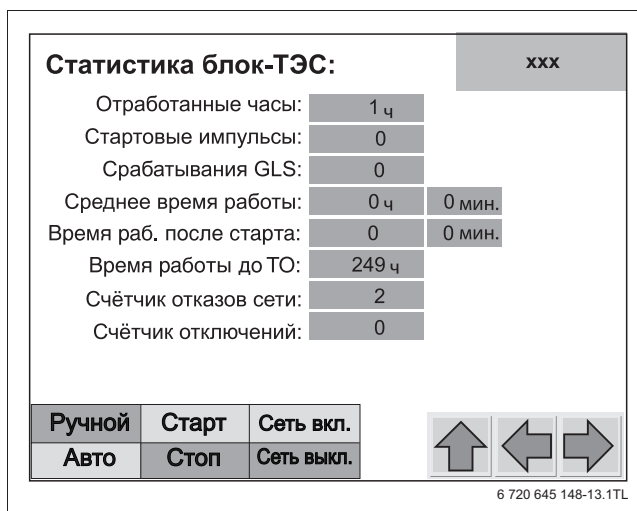 Статистика блок-ТЭС: xxx
Отработанные часы: 1 ч
Стартовые импульсы: 0
Срабатывания GLS: 0
Среднее время работы: 0 ч 0 мин.
Время раб. после старта: 0 0 мин.
Время работы до ТО: 249 ч
Счётчик отказов сети: 2
Счётчик отключений: 0
Ручной Старт Сеть вкл.
Авто Стоп Сеть выкл.
6 720 645 148-13.1TL